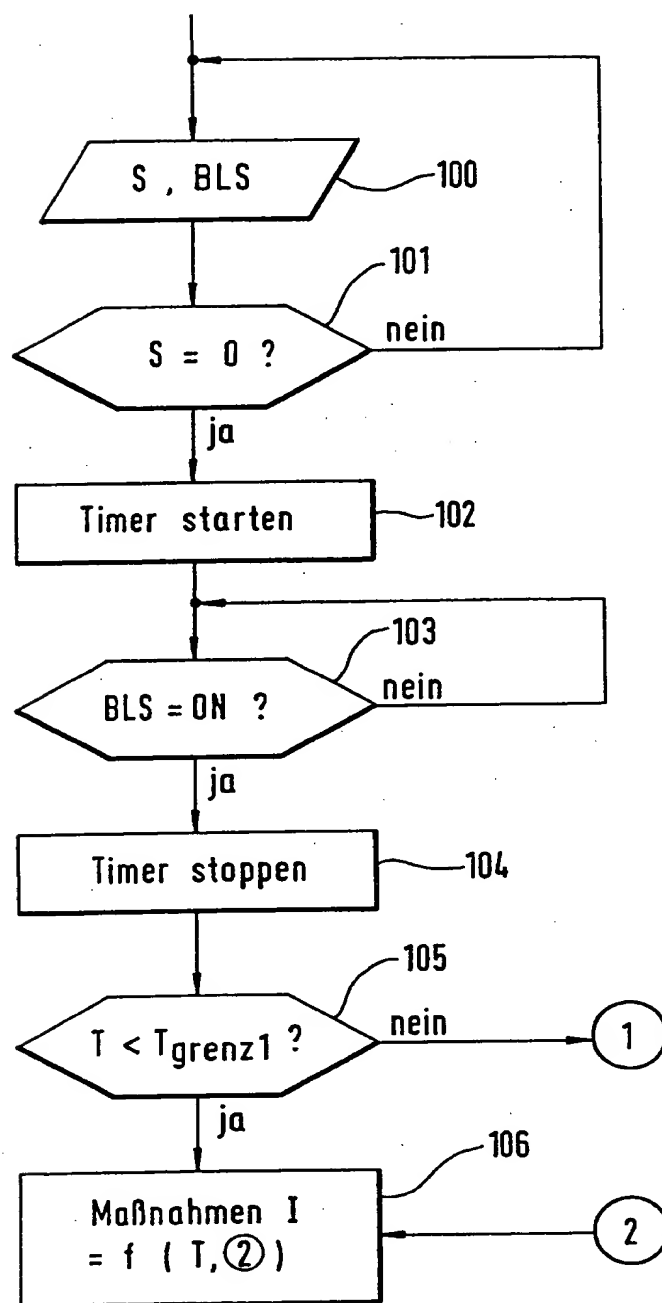 S , BLS
100
101
S = 0 ?
nein
ja
Timer starten
102
103
BLS = ON ?
nein
ja
Timer stoppen
104
105
T < Tgrenz1 ?
nein
1
ja
106
Maßnahmen I
= f ( T, ② )
2